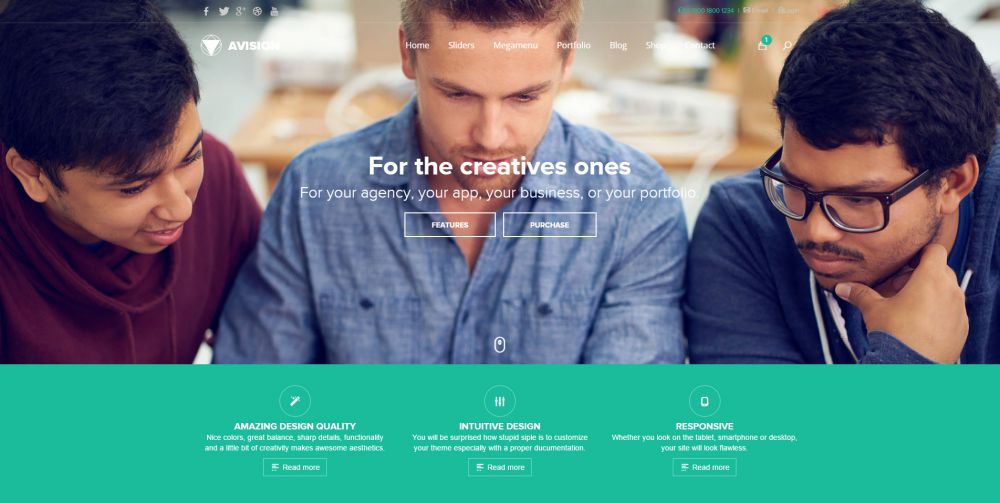 1800 1800 1234 | Email | Login
AVISION
Home Sliders Megamenu Portfolio Blog Shop Contact
1
For the creatives ones
For your agency, your app, your business, or your portfolio.
FEATURES PURCHASE
AMAZING DESIGN QUALITY
Nice colors, great balance, sharp details, functionality
and a little bit of creativity makes awesome aesthetics.
Read more
INTUITIVE DESIGN
You will be surprised how stupid siple is to customize
your theme especially with a proper ducumentation.
Read more
RESPONSIVE
Whether you look on the tablet, smartphone or desktop,
your site will look flawless.
Read more